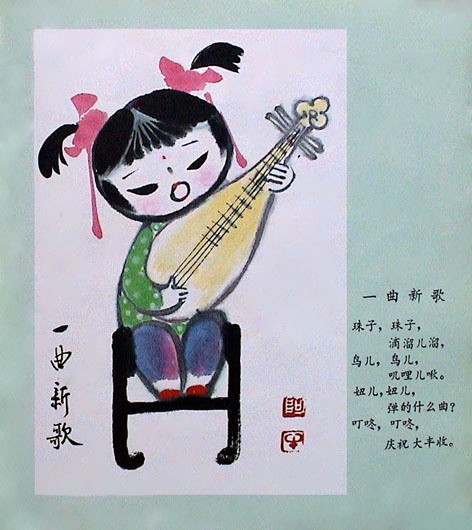 一曲新歌
一曲新歌
珠子，珠子，
滴溜儿溜，
鸟儿，鸟儿，
叽哩儿啾。
妞儿，妞儿，
弹的什么曲？
叮咚，叮咚，
庆祝大丰收。